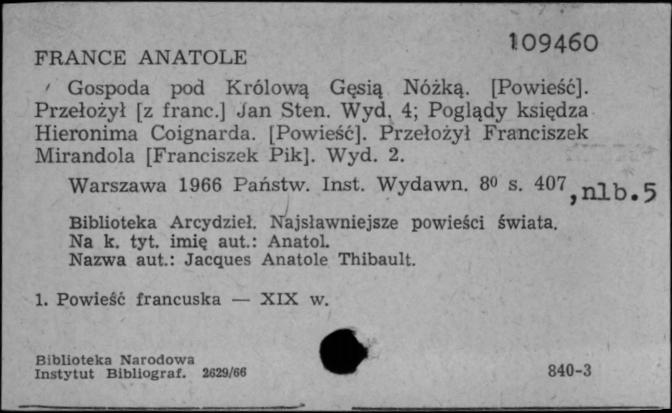 109460
FRANCE ANATOLE
Gospoda pod Królową Gęsią Nóżką. [Powieść].
Przełożył [z franc.] Jan Sten. Wyd. 4; Poglądy księdza
Hieronima Coignarda. [Powieść]. Przełożył Franciszek
Mirandola [Franciszek Pik]. Wyd. 2.
Warszawa 1966 Państw. Inst. Wydawn. 8⁰ s. 407 ,nlb.5
Biblioteka Arcydzieł. Najsławniejsze powieści świata.
Na k. tyt. imię aut.: Anatol.
Nazwa aut.: Jacques Anatole Thibault.
1. Powieść francuska — XIX w.
Biblioteka Narodowa
Instytut Bibliograf. 2629/66 840-3